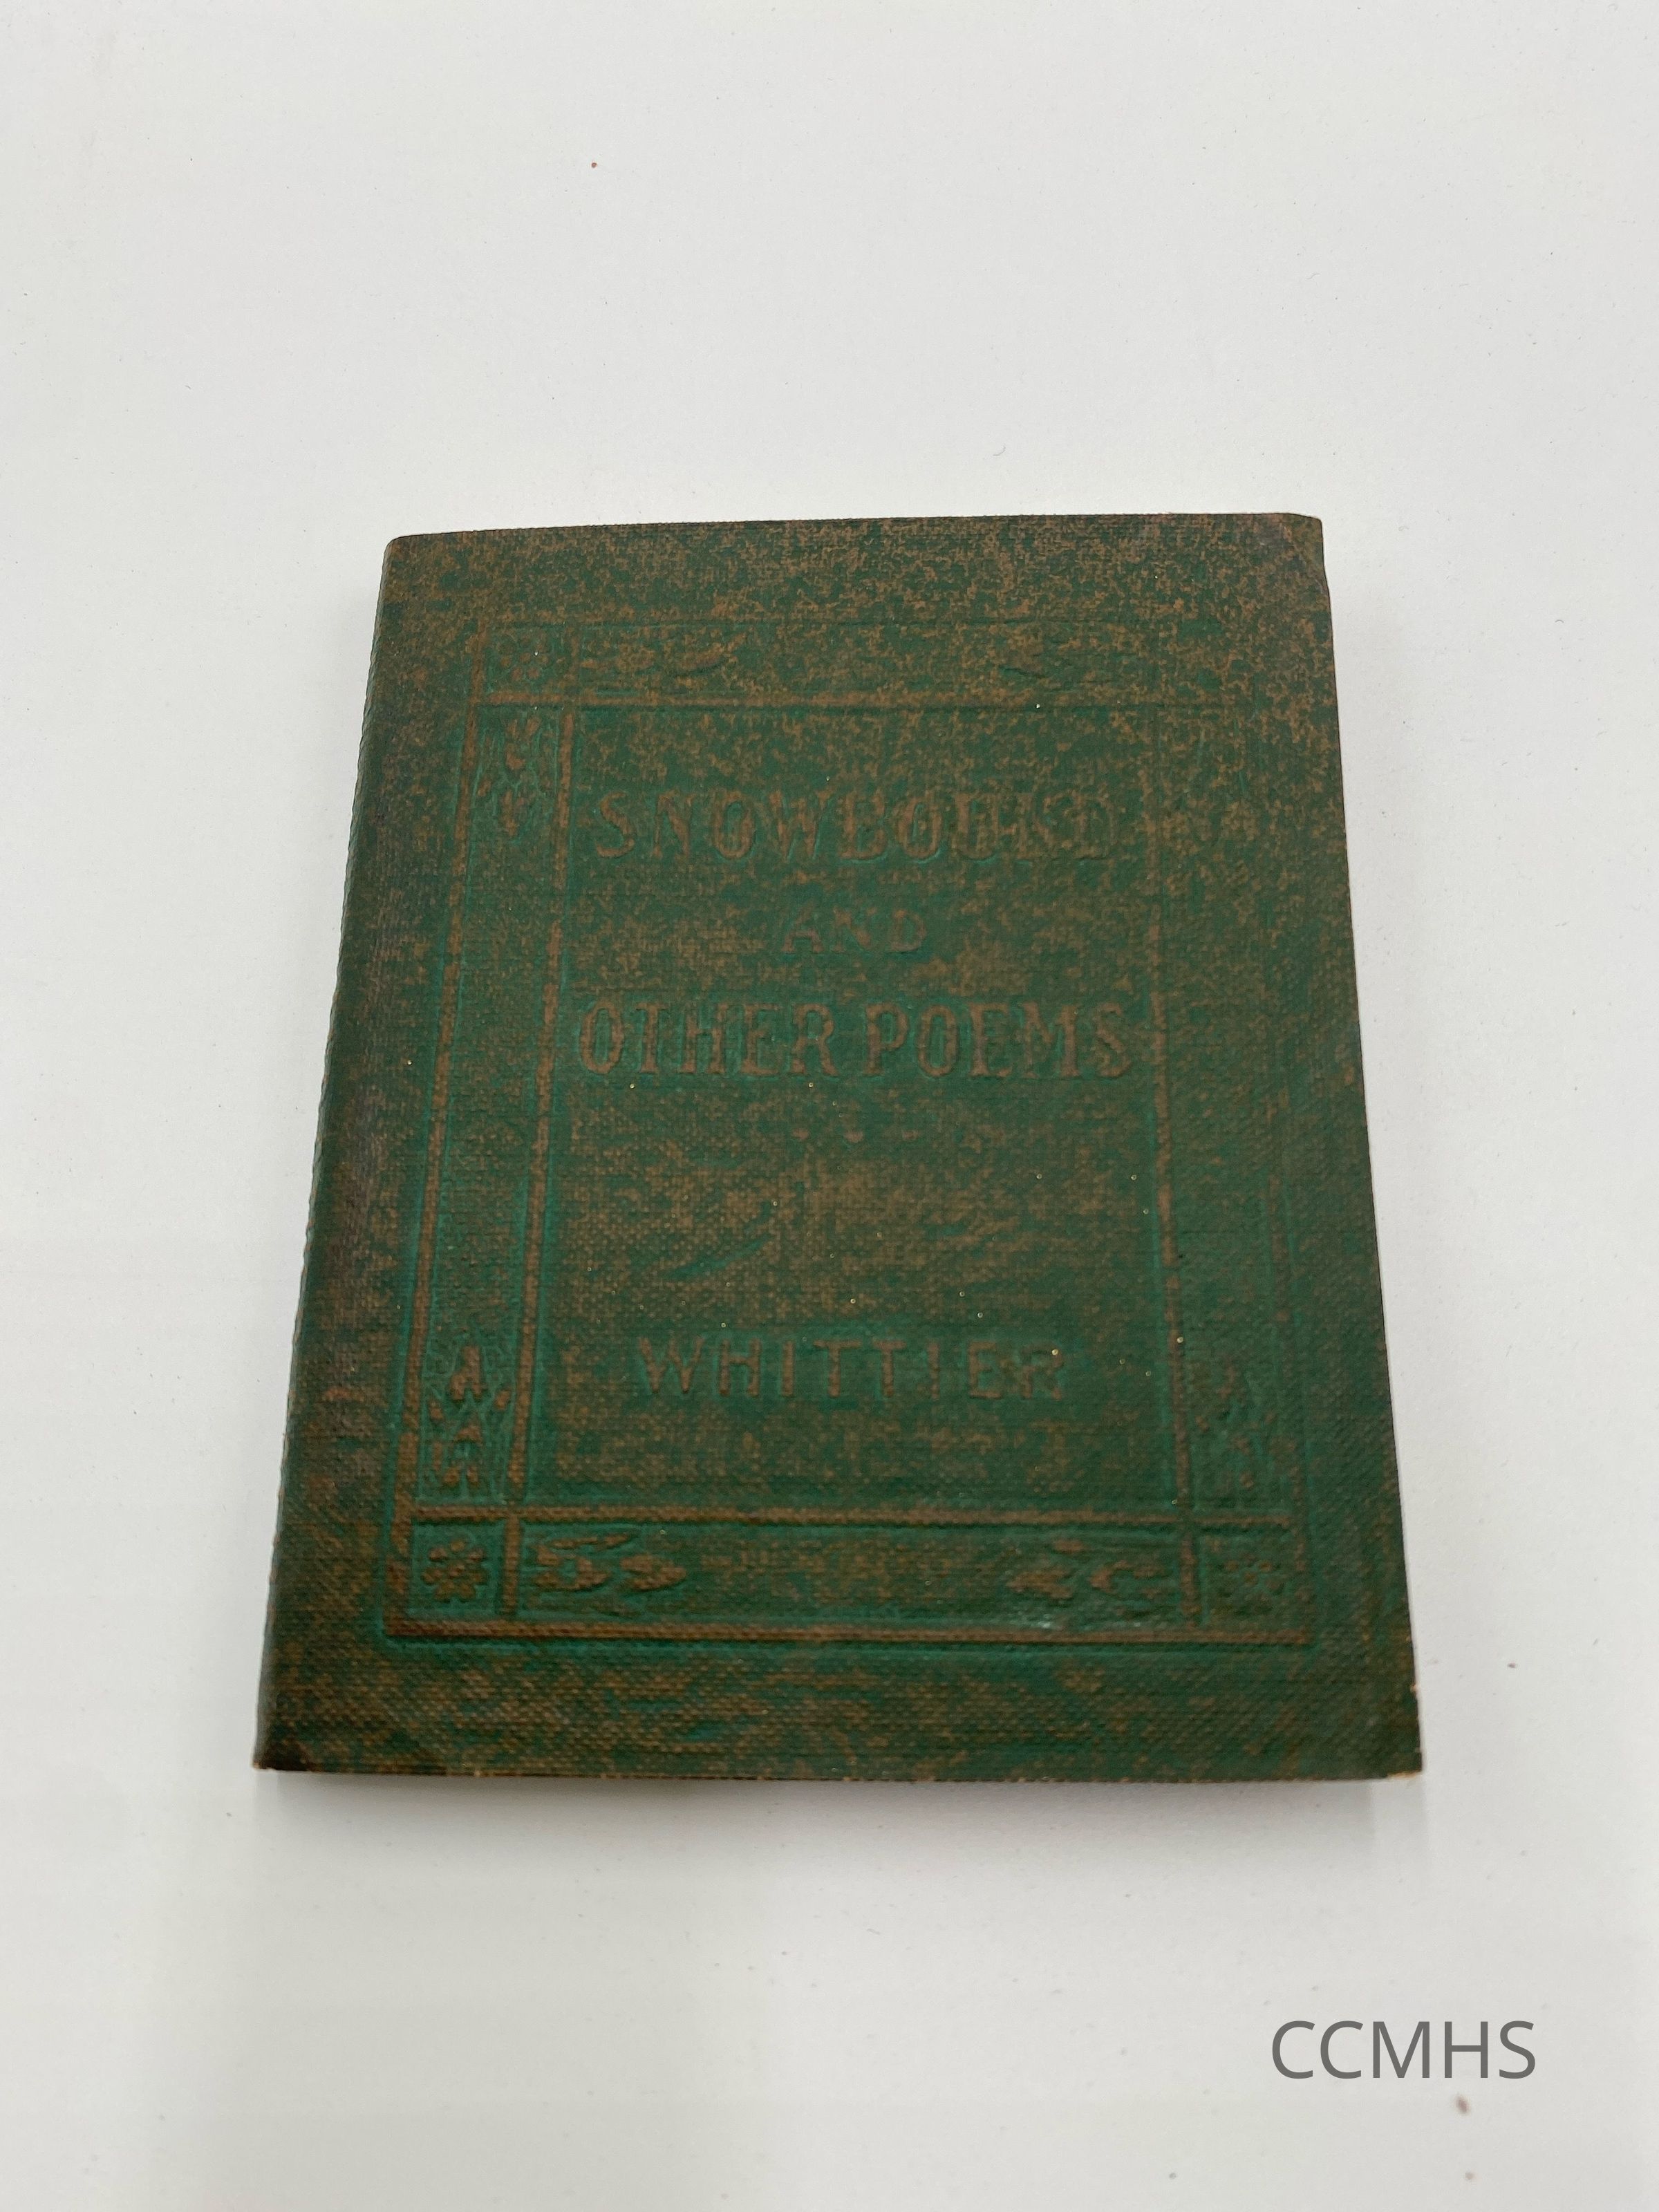 SNOWBOUND
AND
OTHER POEMS
WHITTIER
CCMHS